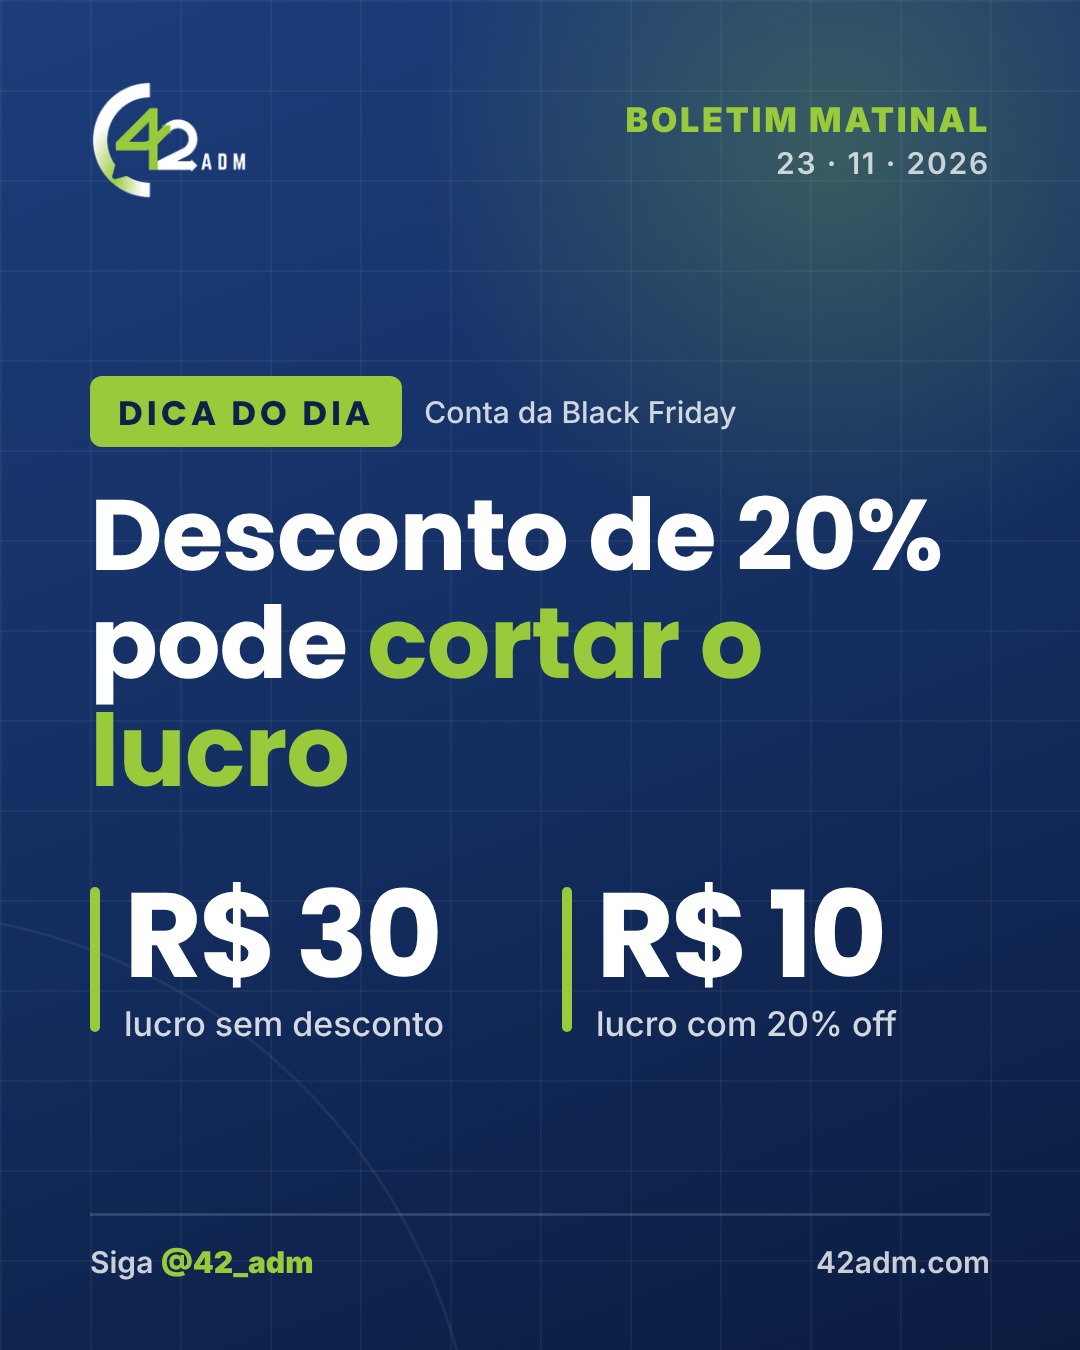 42 ADM
BOLETIM MATINAL
23 · 11 · 2026
DICA DO DIA
Conta da Black Friday
Desconto de 20%
pode cortar o
lucro
R$ 30
lucro sem desconto
R$ 10
lucro com 20% off
Siga @42_adm
42adm.com